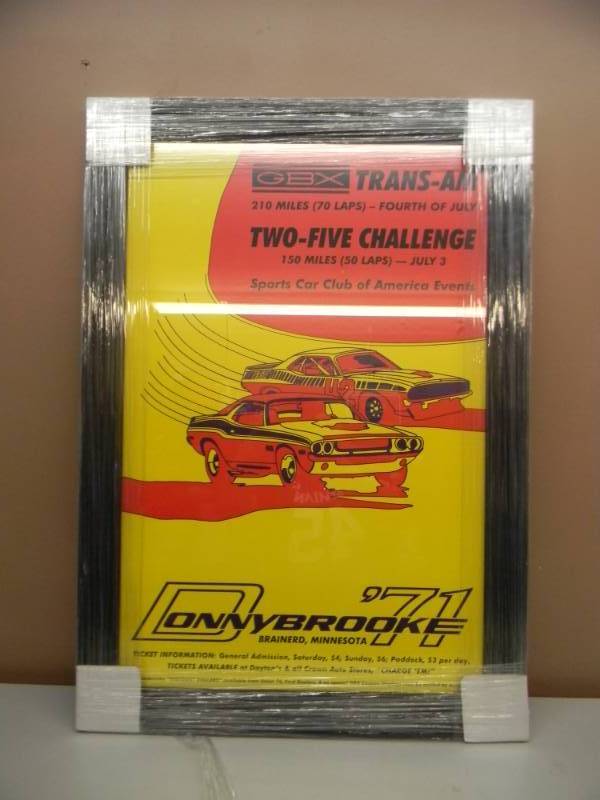 GBX TRANS-AM
210 MILES (70 LAPS) – FOURTH OF JULY
TWO-FIVE CHALLENGE
150 MILES (50 LAPS) — JULY 3
Sports Car Club of America Events
DONNYBROOKE '71
BRAINERD, MINNESOTA
TICKET INFORMATION: General Admission, Saturday, $4, Sunday, $6; Paddock, $3 per day.
TICKETS AVAILABLE at Dayton's & all Crown Auto Stores, "CHARGE 'EM!"